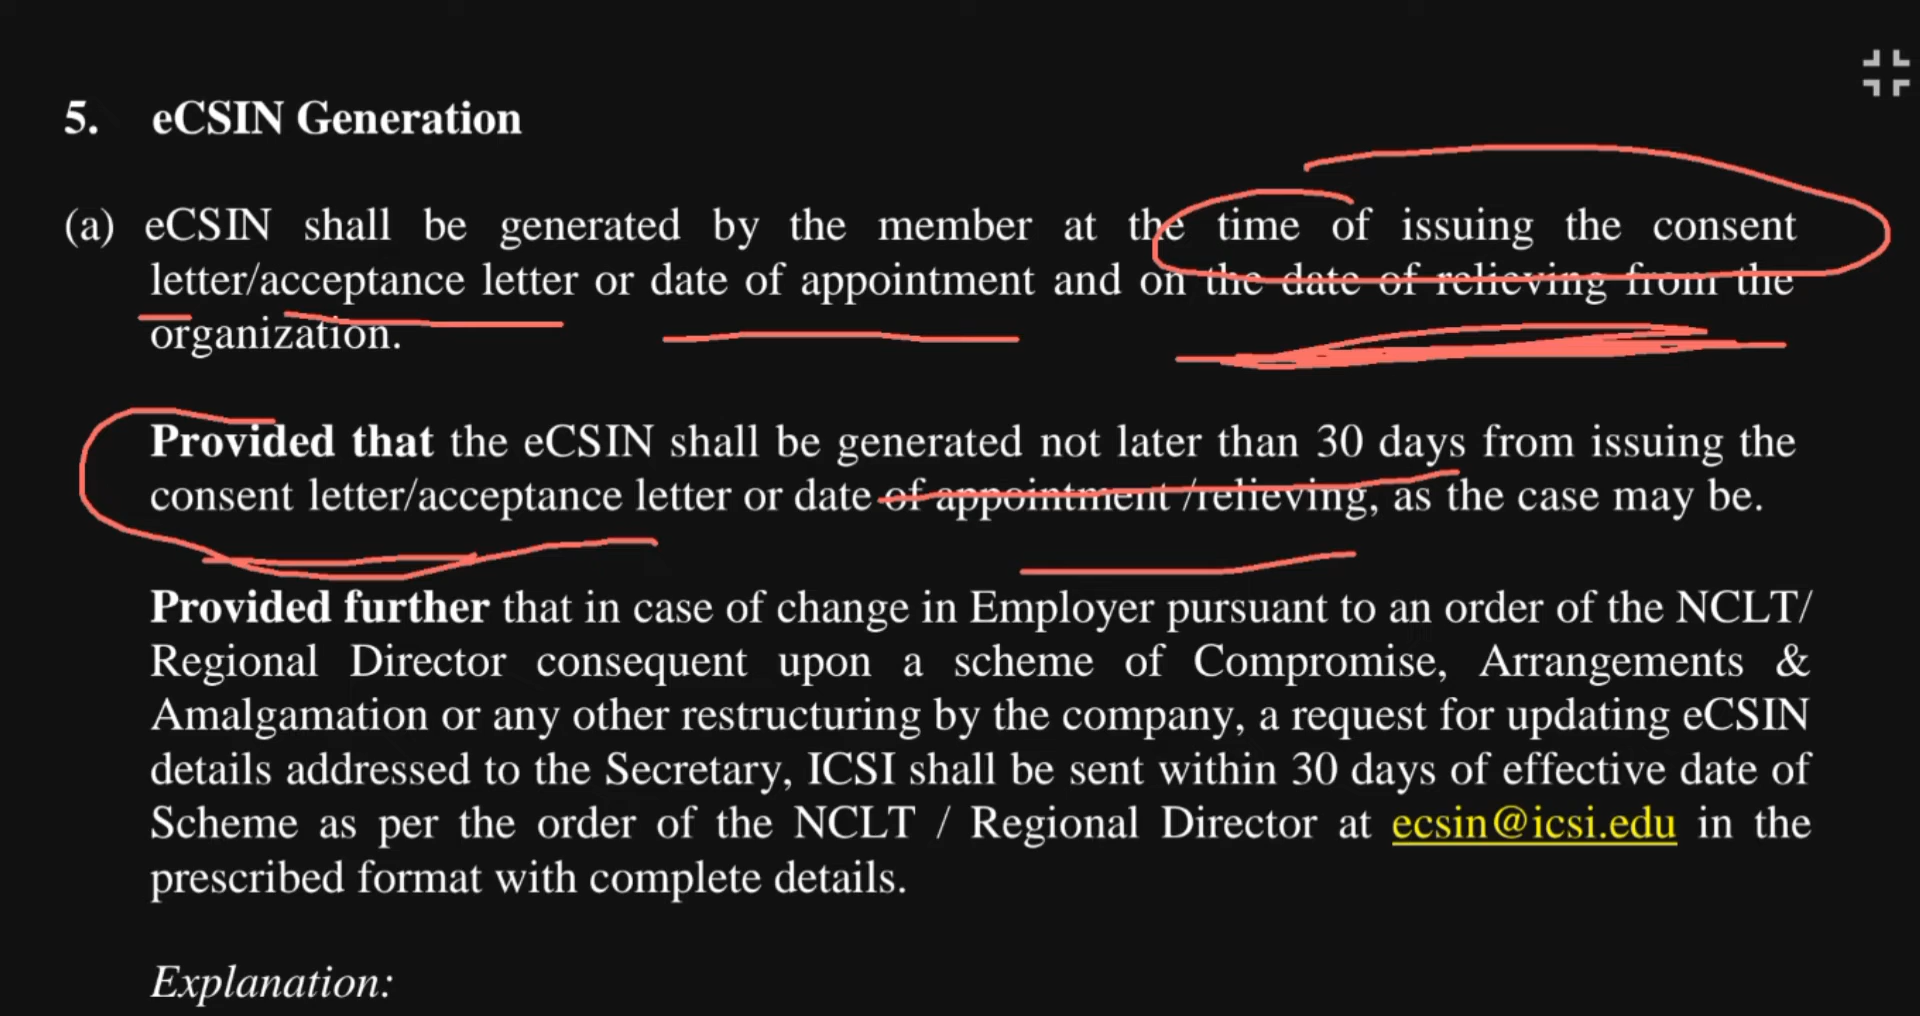 5. eCSIN Generation
(a) eCSIN shall be generated by the member at the time of issuing the consent
letter/acceptance letter or date of appointment and on the date of relieving from the
organization.
Provided that the eCSIN shall be generated not later than 30 days from issuing the
consent letter/acceptance letter or date of appointment /relieving, as the case may be.
Provided further that in case of change in Employer pursuant to an order of the NCLT/
Regional Director consequent upon a scheme of Compromise, Arrangements &
Amalgamation or any other restructuring by the company, a request for updating eCSIN
details addressed to the Secretary, ICSI shall be sent within 30 days of effective date of
Scheme as per the order of the NCLT / Regional Director at ecsin@icsi.edu in the
prescribed format with complete details.
Explanation: